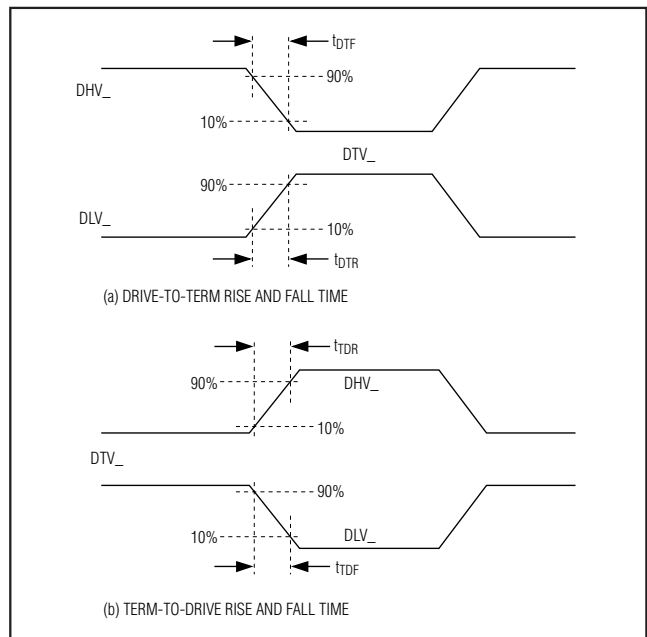 tDTF
90%
DHV_
10%
DTV_
90%
DLV_
10%
tDTR
(a) DRIVE-TO-TERM RISE AND FALL TIME
tTDR
90%
DHV_
10%
DTV_
90%
10%
DLV_
tTDF
(b) TERM-TO-DRIVE RISE AND FALL TIME